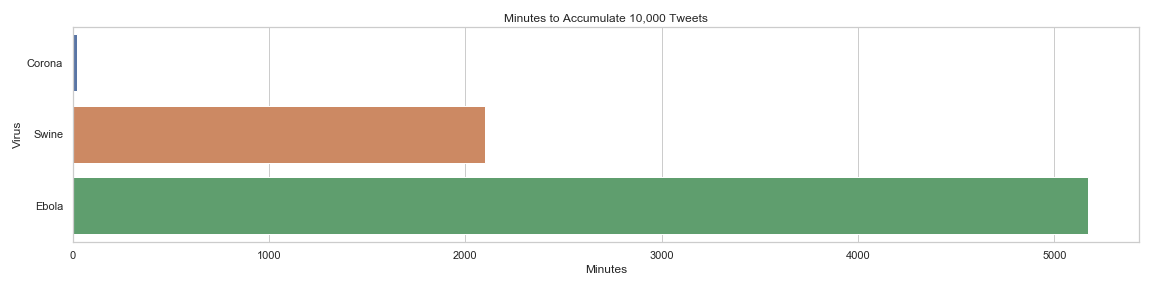 Minutes to Accumulate 10,000 Tweets
Corona
Swine
Ebola
Virus
0 1000 2000 3000 4000 5000
Minutes